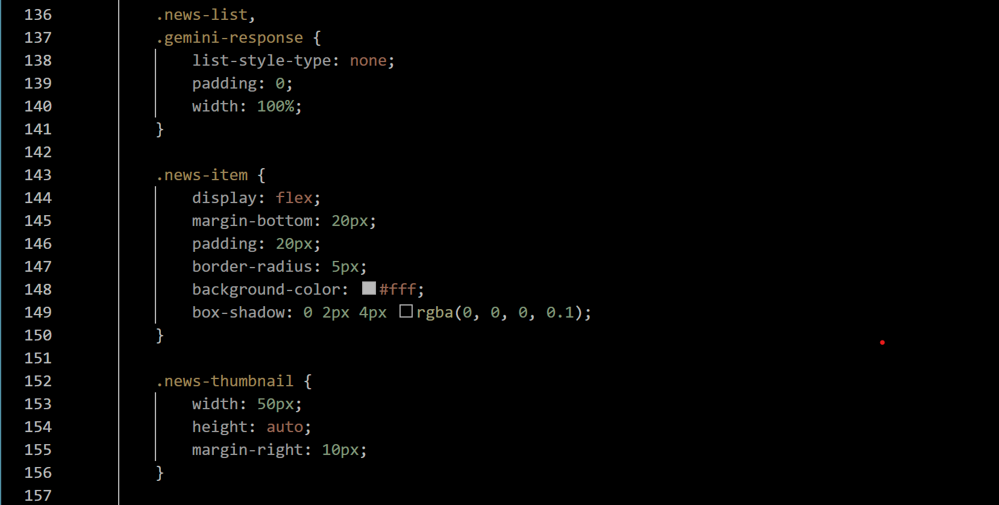 136 .news-list,
137 .gemini-response {
138 list-style-type: none;
139 padding: 0;
140 width: 100%;
141 }
142
143 .news-item {
144 display: flex;
145 margin-bottom: 20px;
146 padding: 20px;
147 border-radius: 5px;
148 background-color: #fff;
149 box-shadow: 0 2px 4px rgba(0, 0, 0, 0.1);
150 }
151
152 .news-thumbnail {
153 width: 50px;
154 height: auto;
155 margin-right: 10px;
156 }
157